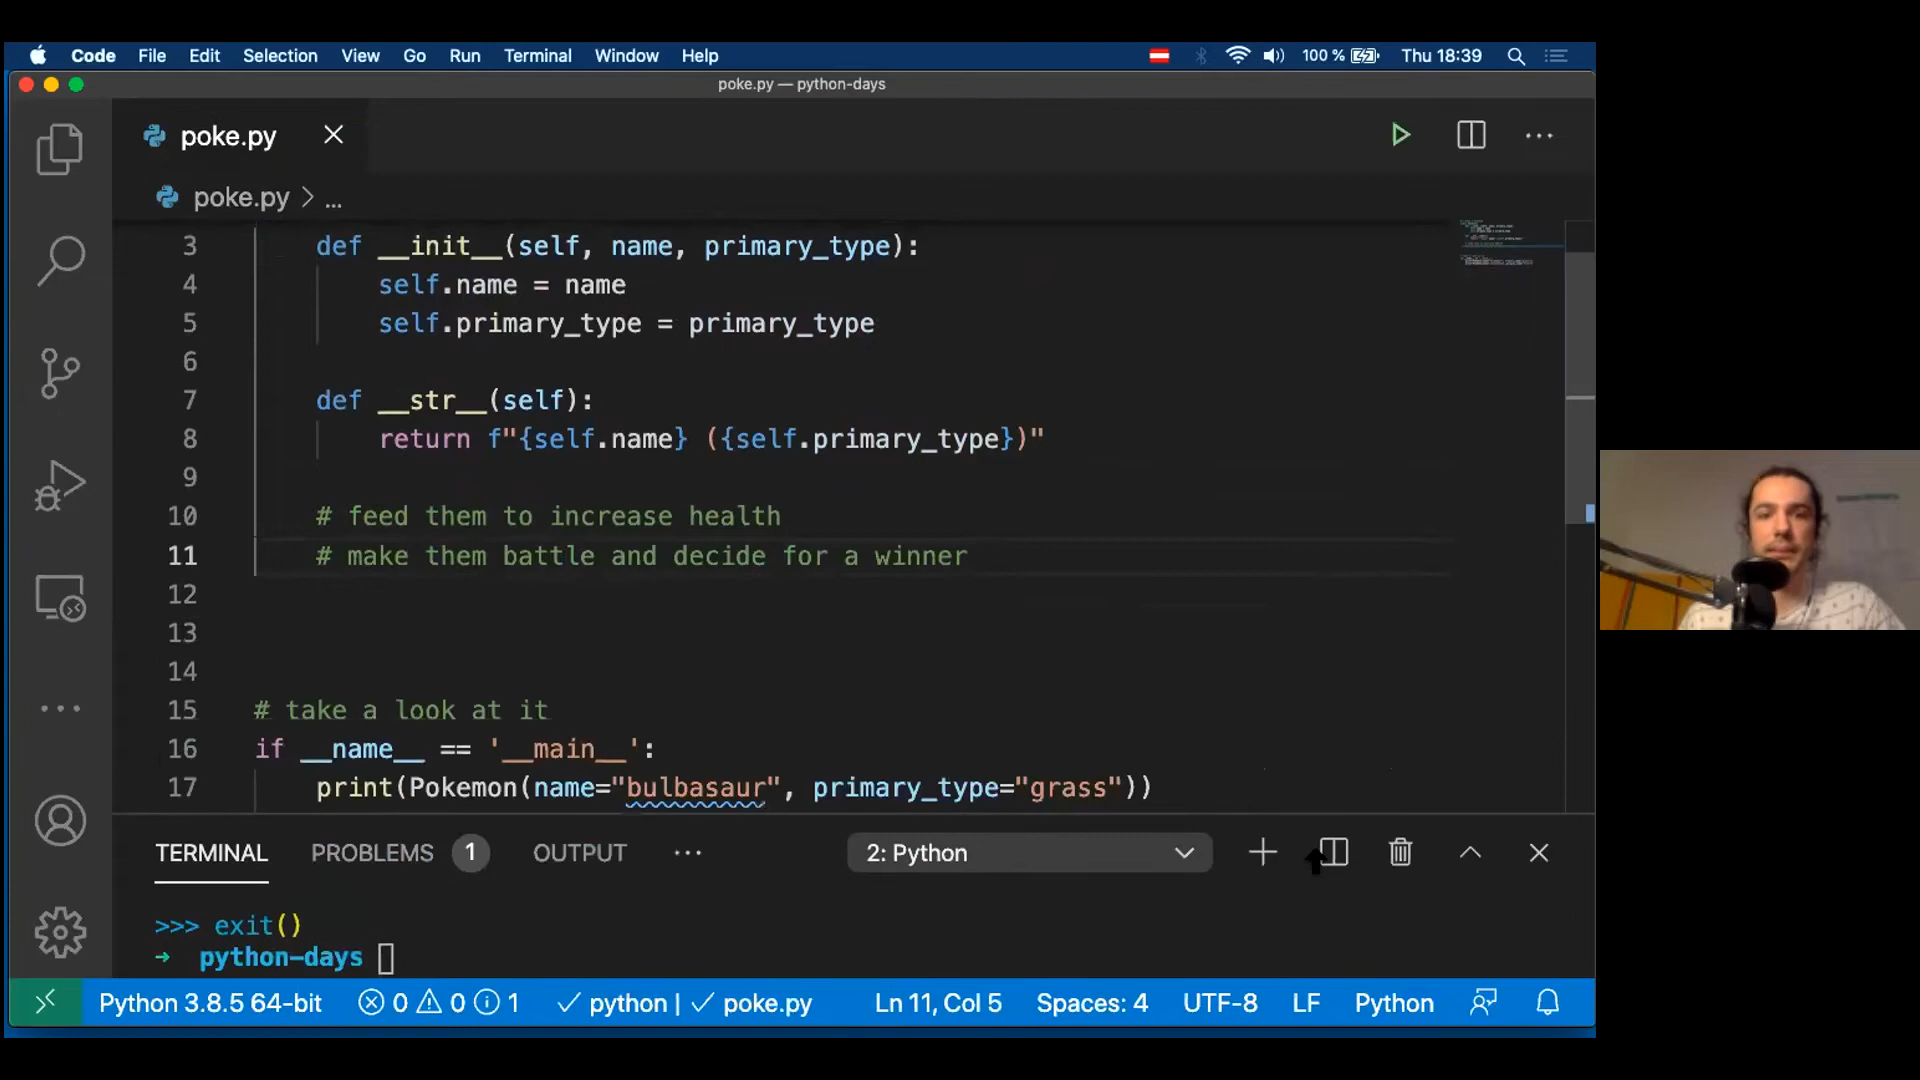 Code File Edit Selection View Go Run Terminal Window Help 100 % Thu 18:39
poke.py — python-days
poke.py
poke.py > ...
3 def __init__(self, name, primary_type):
4 self.name = name
5 self.primary_type = primary_type
6
7 def __str__(self):
8 return f"{self.name} ({self.primary_type})"
9
10 # feed them to increase health
11 # make them battle and decide for a winner
12
13
14
15 # take a look at it
16 if __name__ == '__main__':
17 print(Pokemon(name="bulbasaur", primary_type="grass"))
TERMINAL PROBLEMS 1 OUTPUT ... 2: Python
>>> exit()
➜ python-days
Python 3.8.5 64-bit 0 0 1 ✓ python | ✓ poke.py Ln 11, Col 5 Spaces: 4 UTF-8 LF Python